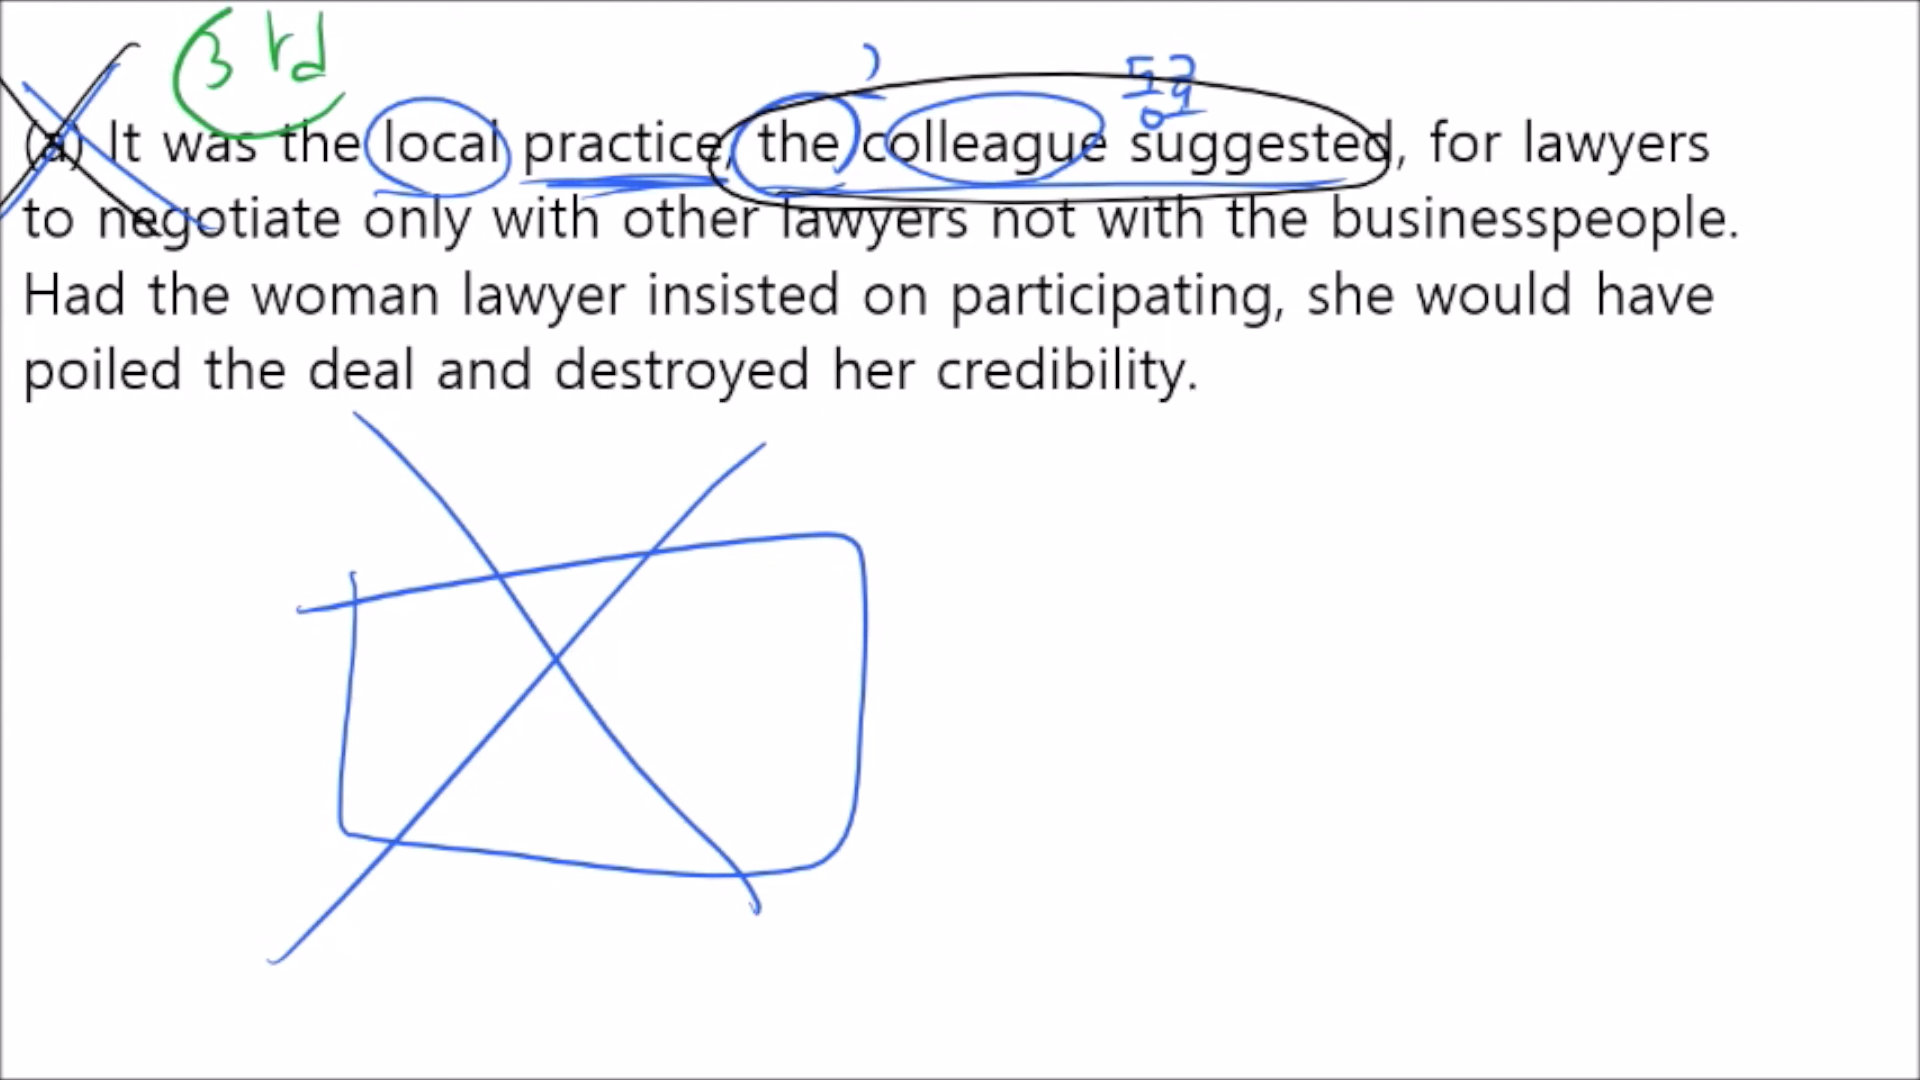 3rd
(a) It was the local practice, the colleague suggested, for lawyers
to negotiate only with other lawyers not with the businesspeople.
Had the woman lawyer insisted on participating, she would have
poiled the deal and destroyed her credibility.